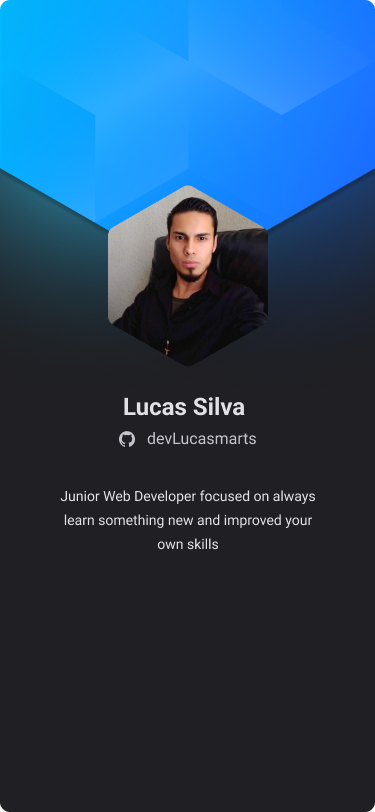 Lucas Silva
devLucasmarts
Junior Web Developer focused on always
learn something new and improved your
own skills